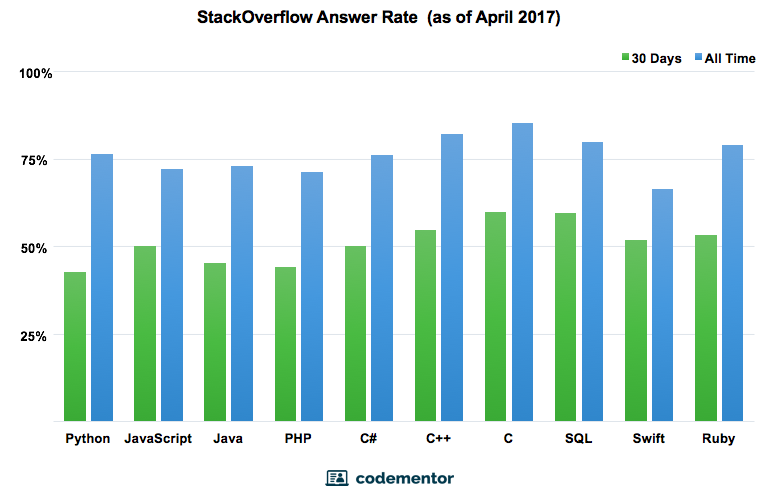 StackOverflow Answer Rate (as of April 2017)
30 Days All Time
100%
75%
50%
25%
Python JavaScript Java PHP C# C++ C SQL Swift Ruby
codementor